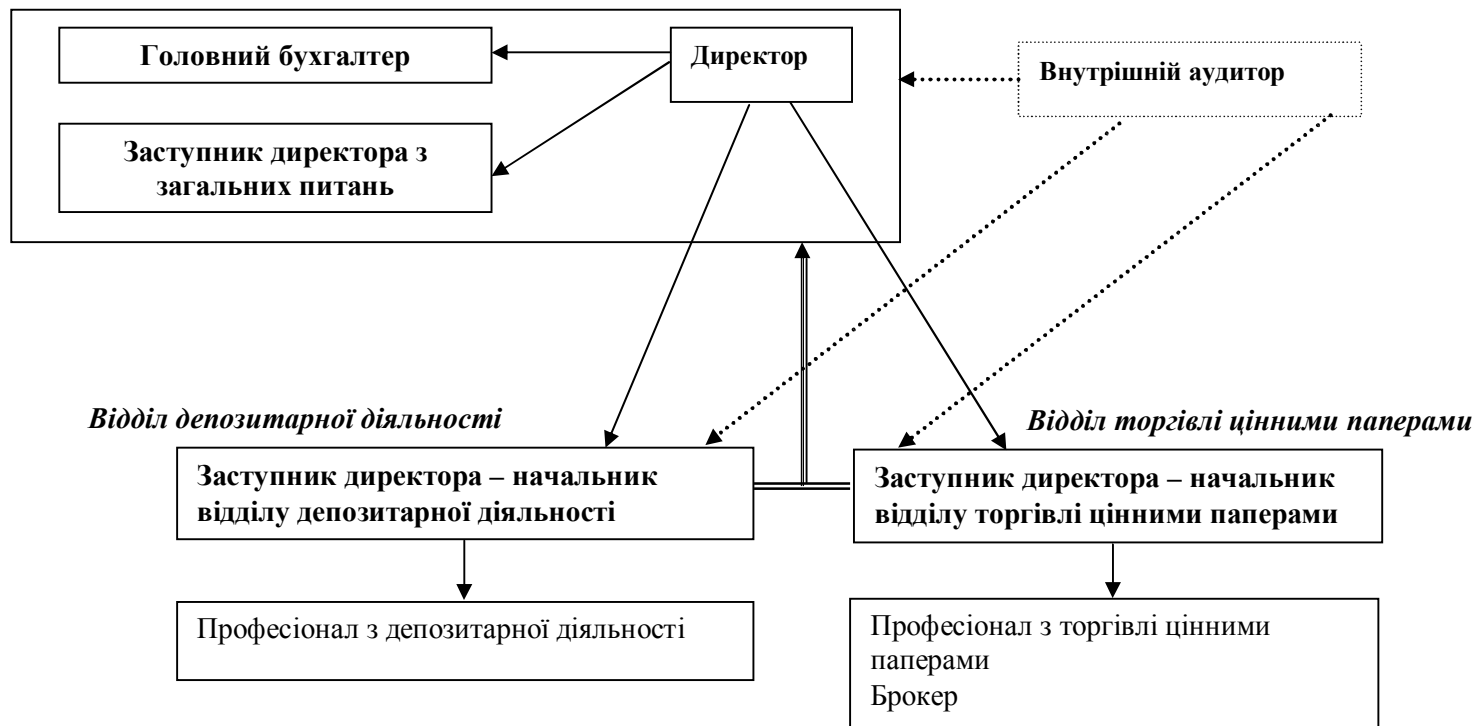 Головний бухгалтер
Директор
Внутрішній аудитор
Заступник директора з
загальних питань
Відділ депозитарної діяльності
Відділ торгівлі цінними паперами
Заступник директора – начальник
відділу депозитарної діяльності
Заступник директора – начальник
відділу торгівлі цінними паперами
Професіонал з депозитарної діяльності
Професіонал з торгівлі цінними
паперами
Брокер